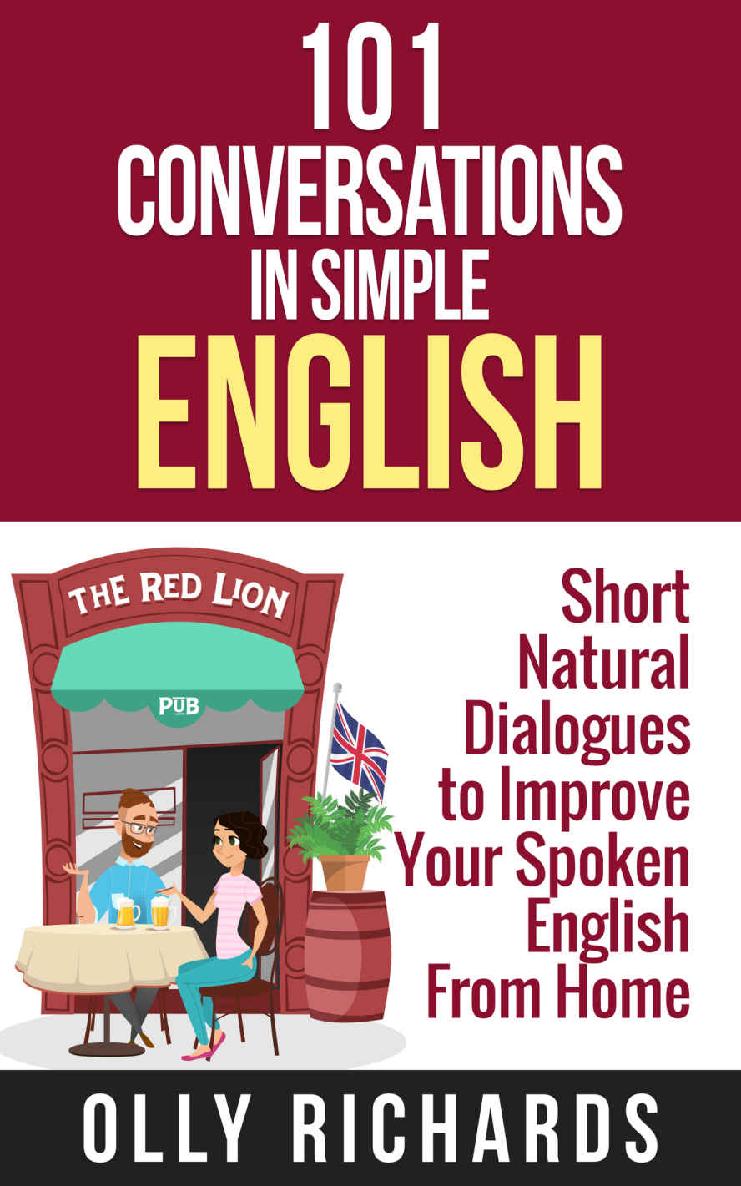 101
CONVERSATIONS
IN SIMPLE
ENGLISH
THE RED LION
PUB
Short
Natural
Dialogues
to Improve
Your Spoken
English
From Home
OLLY RICHARDS